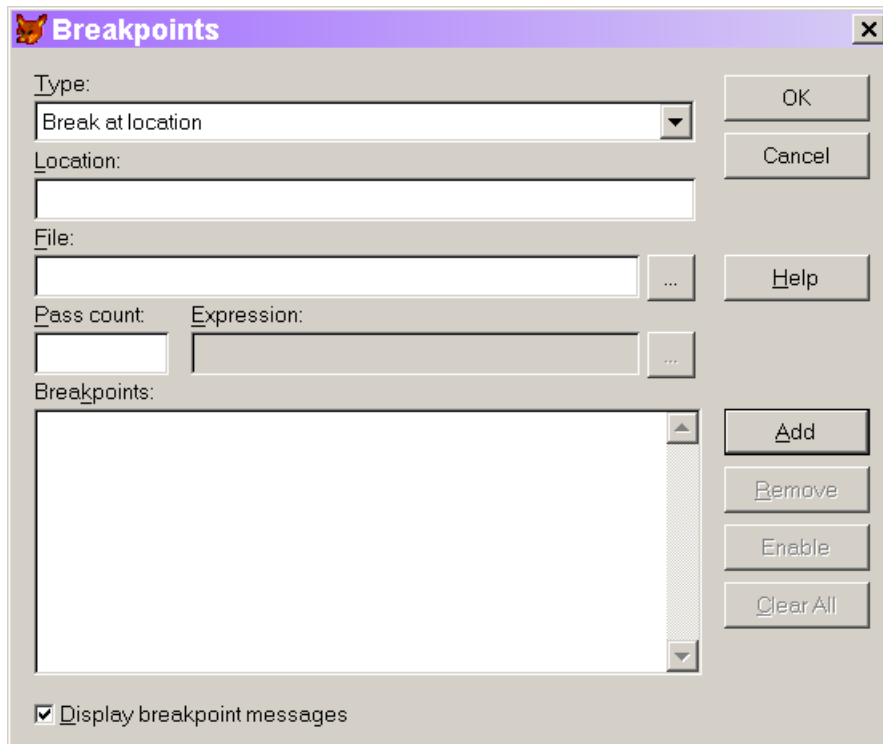 Breakpoints
Type:
Break at location
OK
Location:
Cancel
File:
...
Help
Pass count:
Expression:
...
Breakpoints:
Add
Remove
Enable
Clear All
Display breakpoint messages